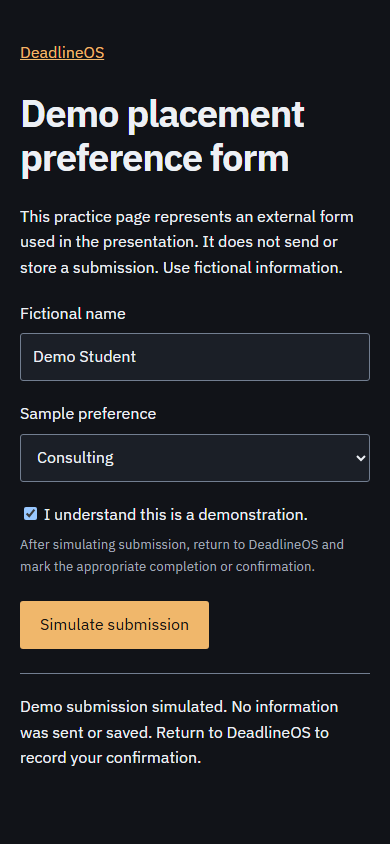 DeadlineOS
Demo placement
preference form
This practice page represents an external form
used in the presentation. It does not send or
store a submission. Use fictional information.
Fictional name
Demo Student
Sample preference
Consulting
I understand this is a demonstration.
After simulating submission, return to DeadlineOS and
mark the appropriate completion or confirmation.
Simulate submission
Demo submission simulated. No information
was sent or saved. Return to DeadlineOS to
record your confirmation.